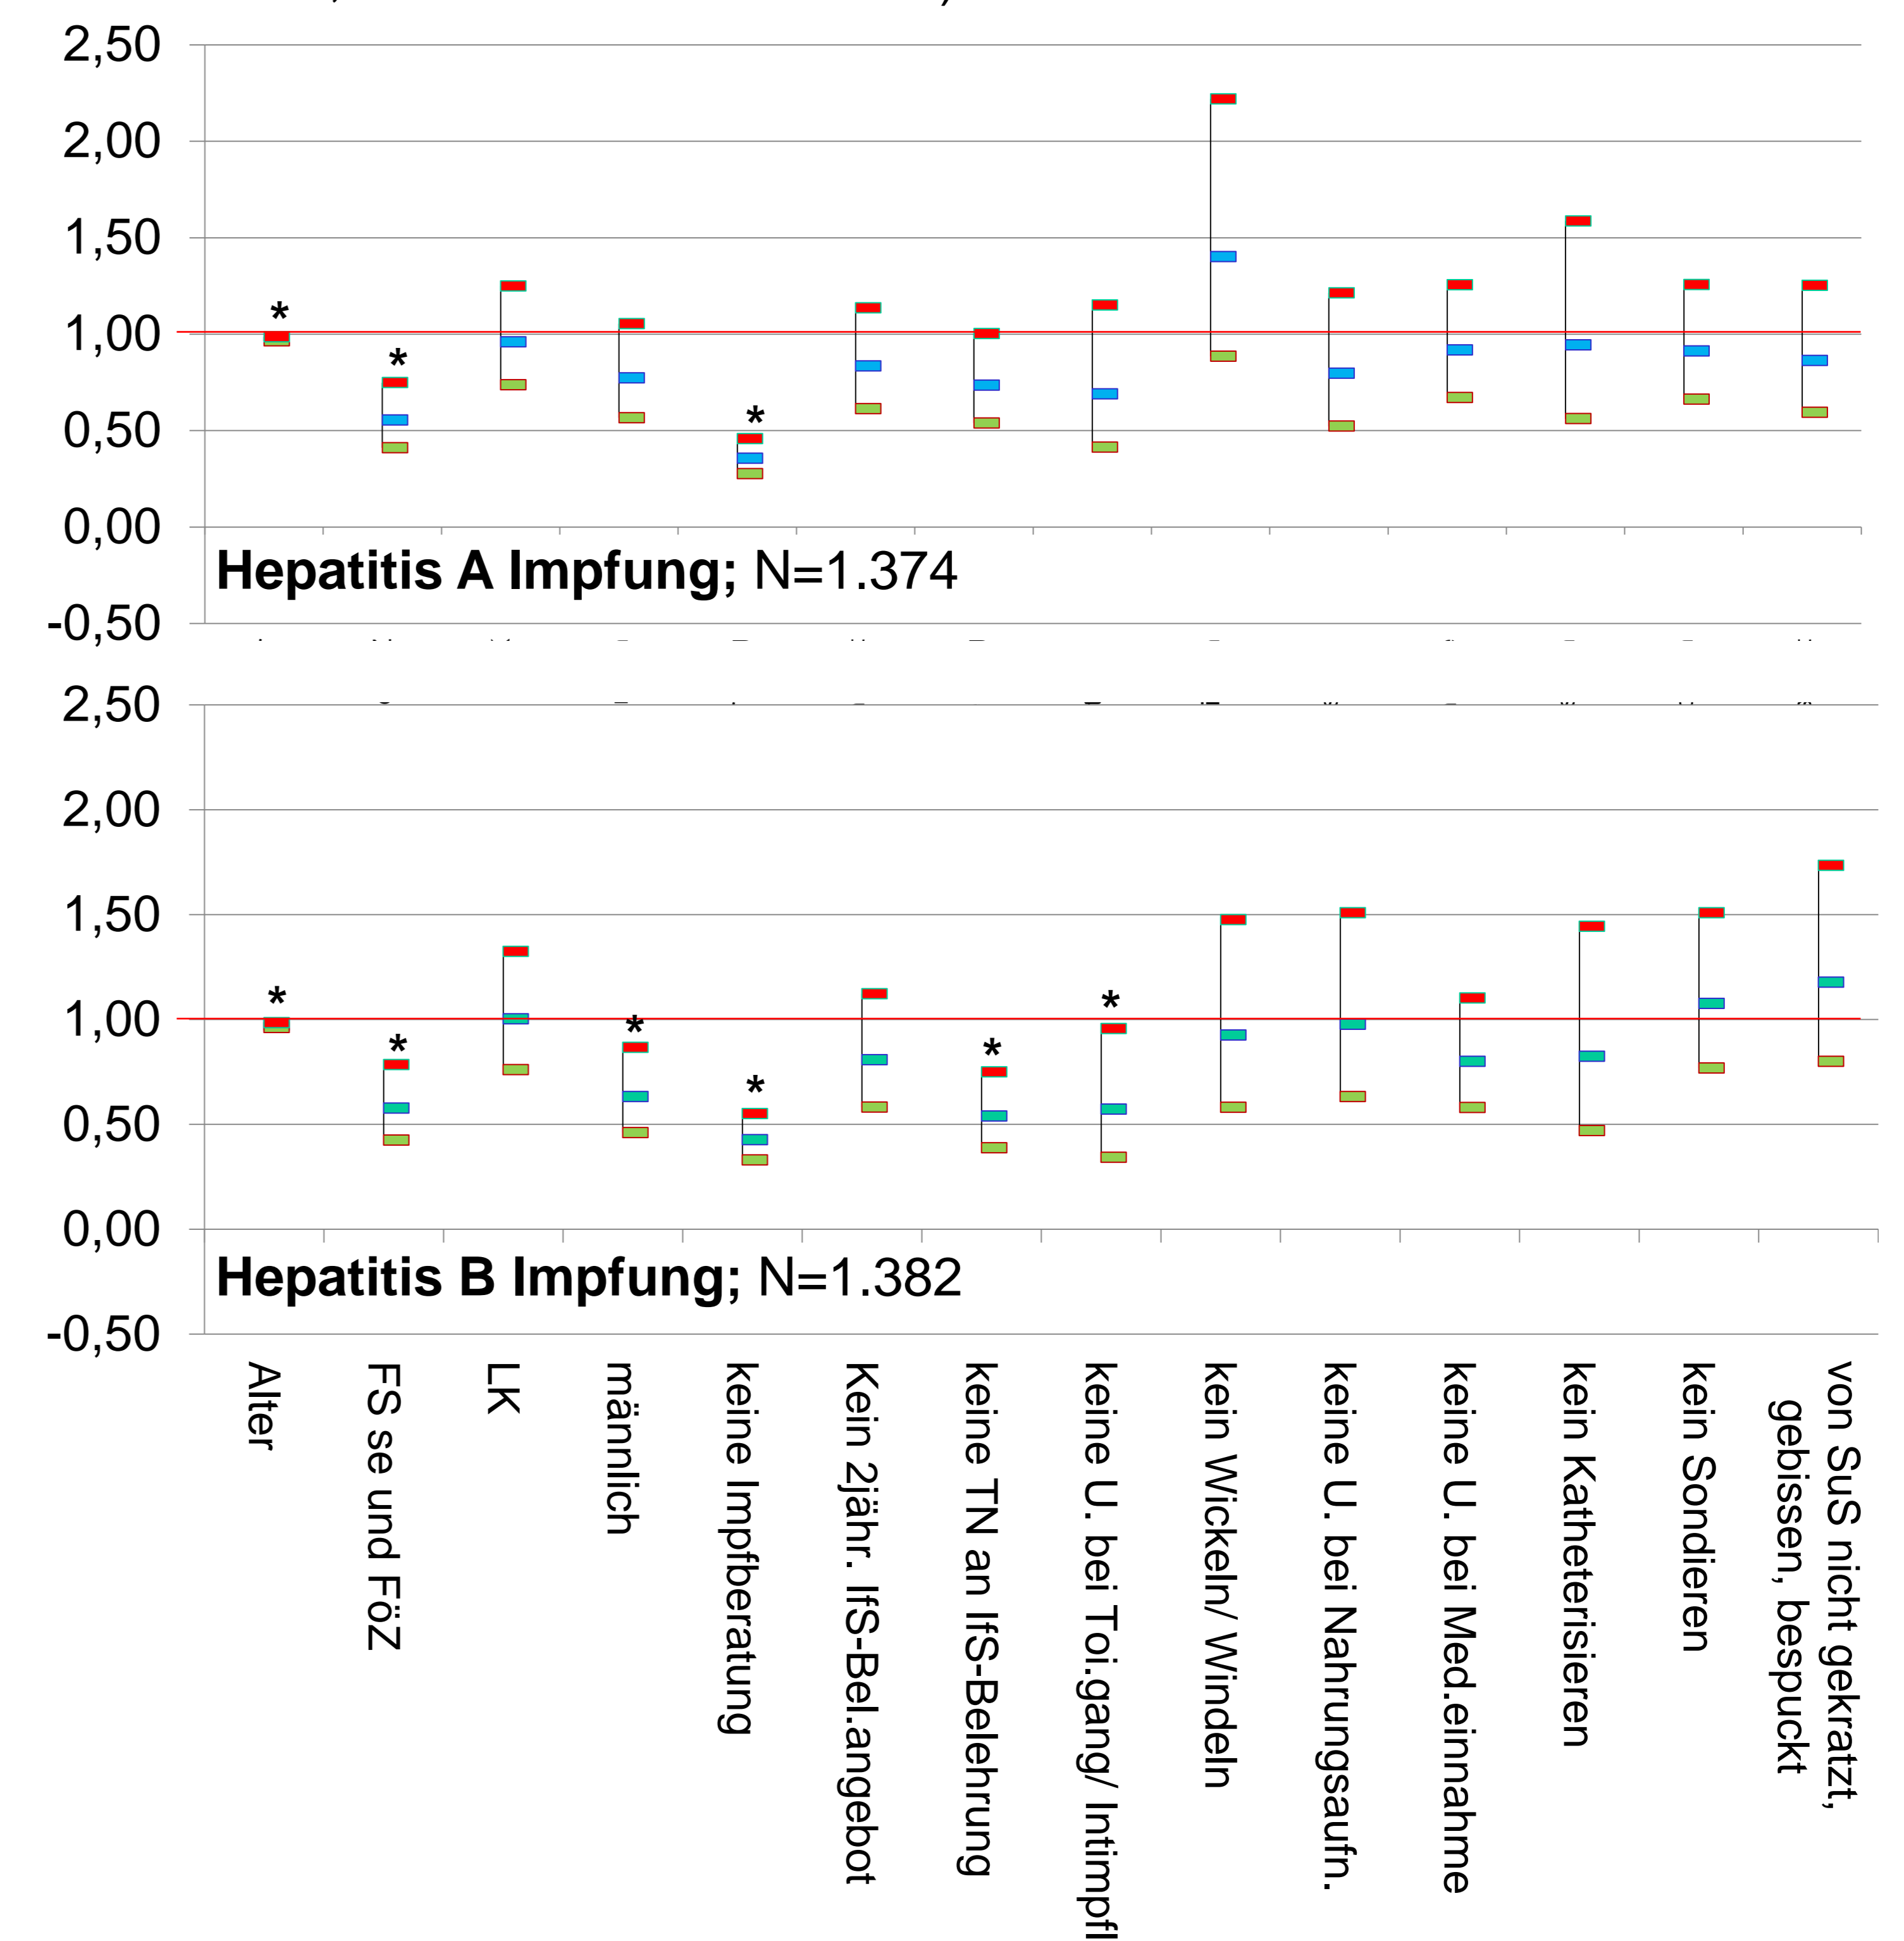 2,50
2,00
1,50
1,00
0,50
0,00
-0,50
*
*
*
Hepatitis A Impfung; N=1.374
2,50
2,00
1,50
1,00
0,50
0,00
-0,50
*
*
*
*
*
*
Hepatitis B Impfung; N=1.382
Alter
FS se und FöZ
LK
männlich
keine Impfberatung
Kein 2jähr. IfS-Bel.angebot
keine TN an IfS-Belehrung
keine U. bei Toi.gang/ Intimpfl
kein Wickeln/ Windeln
keine U. bei Nahrungsaufn.
keine U. bei Med.einnahme
kein Katheterisieren
kein Sondieren
von SuS nicht gekratzt,
gebissen, bespuckt